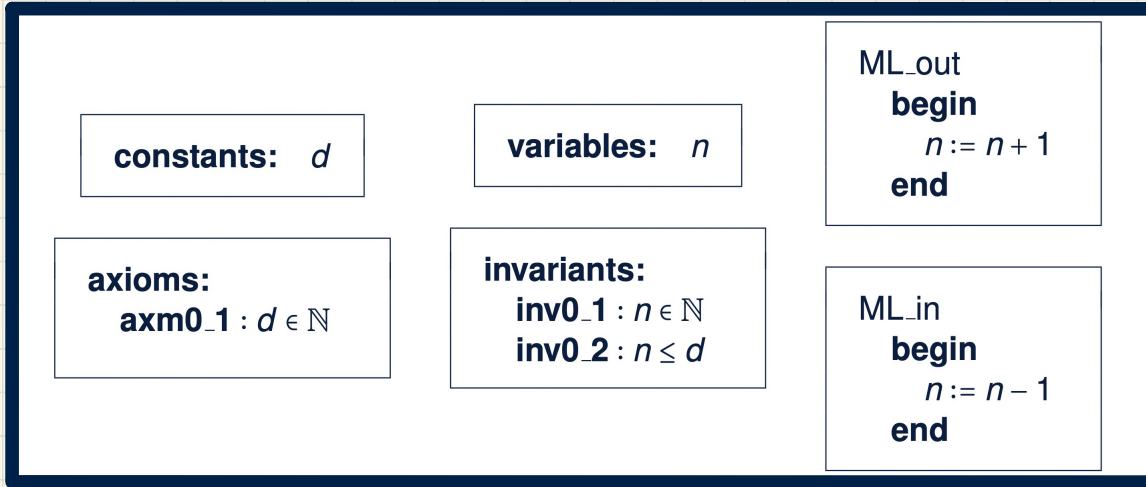 constants: d
axioms:
axm0_1 : d ∈ ℕ
variables: n
invariants:
inv0_1 : n ∈ ℕ
inv0_2 : n ≤ d
ML_out
begin
n := n + 1
end
ML_in
begin
n := n − 1
end